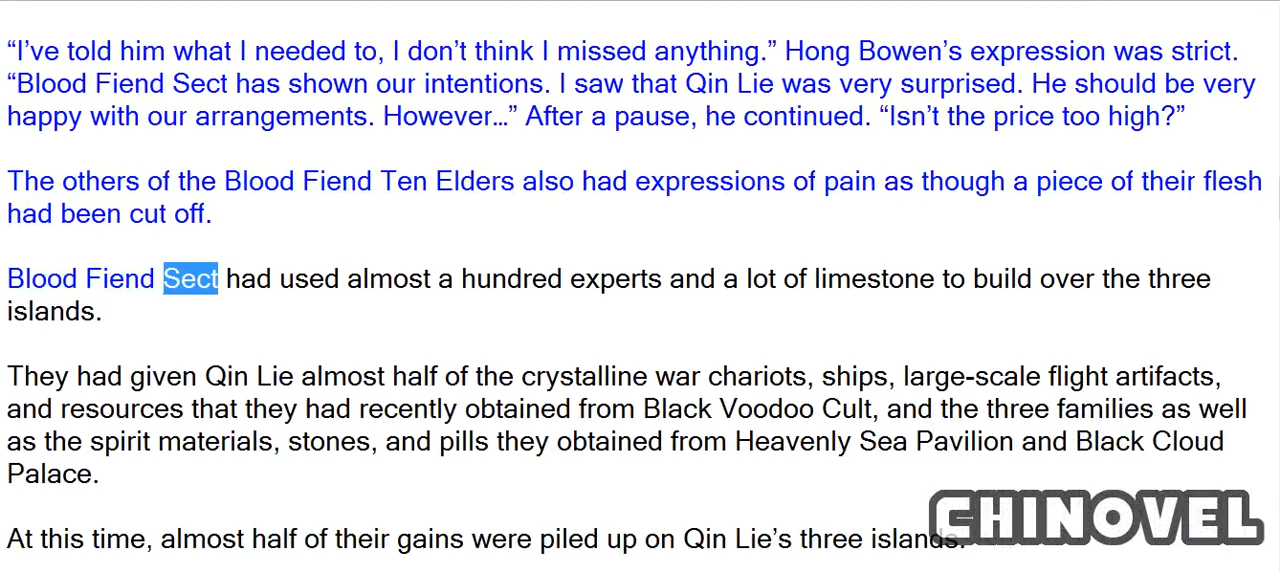 “I’ve told him what I needed to, I don’t think I missed anything.” Hong Bowen’s expression was strict.
“Blood Fiend Sect has shown our intentions. I saw that Qin Lie was very surprised. He should be very
happy with our arrangements. However…” After a pause, he continued. “Isn’t the price too high?”
The others of the Blood Fiend Ten Elders also had expressions of pain as though a piece of their flesh
had been cut off.
Blood Fiend Sect had used almost a hundred experts and a lot of limestone to build over the three
islands.
They had given Qin Lie almost half of the crystalline war chariots, ships, large-scale flight artifacts,
and resources that they had recently obtained from Black Voodoo Cult, and the three families as well
as the spirit materials, stones, and pills they obtained from Heavenly Sea Pavilion and Black Cloud
Palace.
At this time, almost half of their gains were piled up on Qin Lie’s three islands.
CHINOVEL